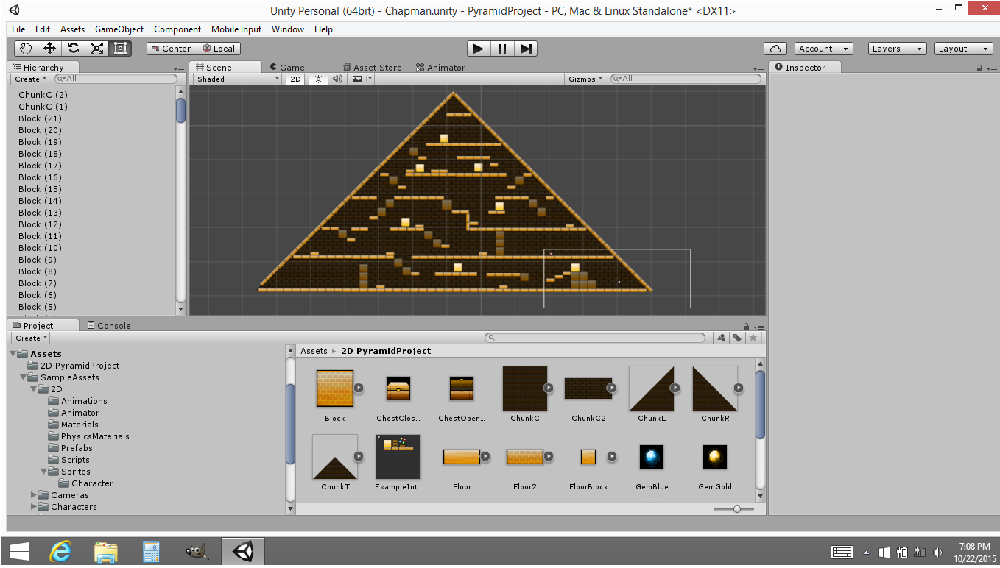 Unity Personal (64bit) - Chapman.unity - PyramidProject - PC, Mac & Linux Standalone* <DX11>
File Edit Assets GameObject Component Mobile Input Window Help
Center Local Account Layers Layout
Hierarchy Scene Game Asset Store Animator Inspector
Create All Shaded 2D Gizmos All
ChunkC (2)
ChunkC (1)
Block (21)
Block (20)
Block (19)
Block (18)
Block (17)
Block (16)
Block (15)
Block (14)
Block (13)
Block (12)
Block (11)
Block (10)
Block (9)
Block (8)
Block (7)
Block (6)
Block (5)
Project Console
Create
Assets
2D PyramidProject
SampleAssets
2D
Animations
Animator
Materials
PhysicsMaterials
Prefabs
Scripts
Sprites
Character
Cameras
Characters
Assets 2D PyramidProject
Block ChestClos... ChestOpen... ChunkC ChunkC2 ChunkL ChunkR
ChunkT ExampleInt... Floor Floor2 FloorBlock GemBlue GemGold
7:08 PM
10/22/2015